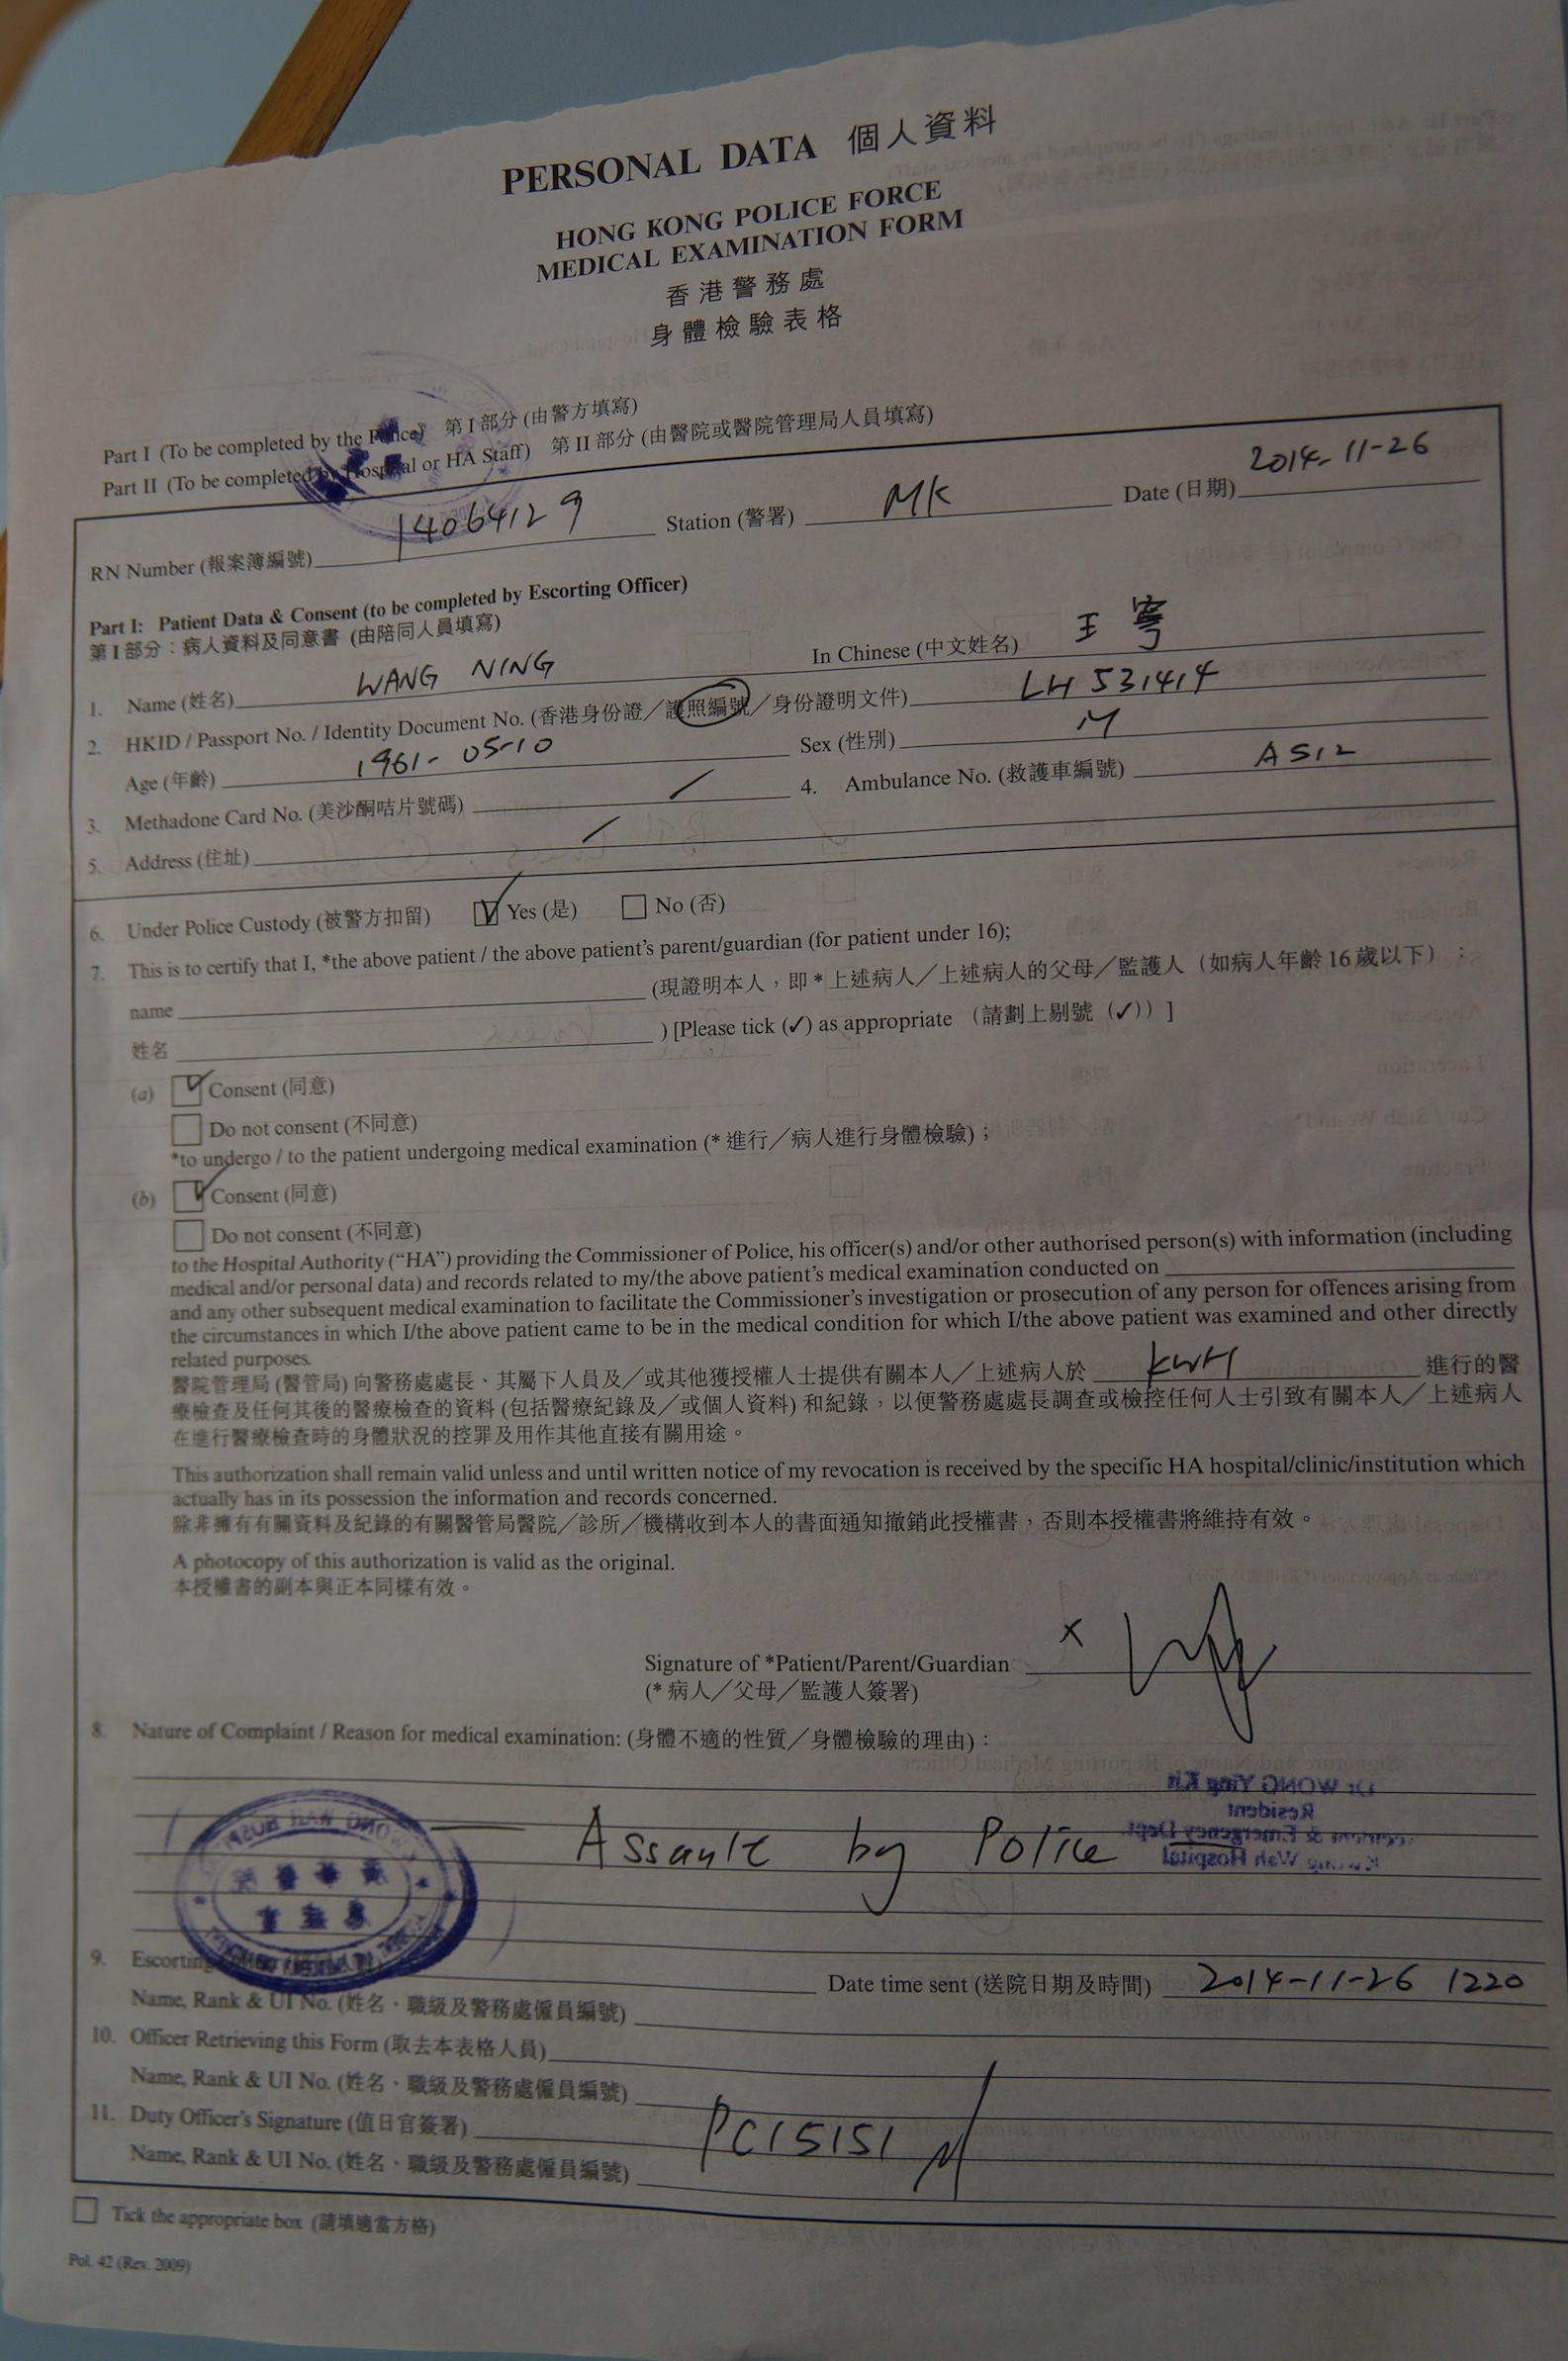 PERSONAL DATA 個人資料
HONG KONG POLICE FORCE
MEDICAL EXAMINATION FORM
香港警務處
身體檢驗表格
Part I (To be completed by the Police) 第 I 部分 (由警方填寫)
Part II (To be completed by Hospital or HA Staff) 第 II 部分 (由醫院或醫院管理局人員填寫)
RN Number (報案簿編號) 14064129 Station (警署) MK Date (日期) 2014-11-26
Part I: Patient Data & Consent (to be completed by Escorting Officer)
第 I 部分：病人資料及同意書 (由陪同人員填寫)
1. Name (姓名) WANG NING In Chinese (中文姓名) 王寧
2. HKID / Passport No. / Identity Document No. (香港身份證／護照編號／身份證明文件) LH 531414
Age (年齡) 1961-05-10 Sex (性別) M
3. Methadone Card No. (美沙酮咭片號碼) / 4. Ambulance No. (救護車編號) A512
5. Address (住址) /
6. Under Police Custody (被警方扣留) ✓ Yes (是) No (否)
7. This is to certify that I, *the above patient / the above patient's parent/guardian (for patient under 16);
name (現證明本人，即 * 上述病人／上述病人的父母／監護人（如病人年齡 16 歲以下）：
姓名 ) [Please tick (✓) as appropriate （請劃上剔號（✓））]
(a) ✓ Consent (同意)
Do not consent (不同意)
*to undergo / to the patient undergoing medical examination (* 進行／病人進行身體檢驗)；
(b) ✓ Consent (同意)
Do not consent (不同意)
to the Hospital Authority (“HA”) providing the Commissioner of Police, his officer(s) and/or other authorised person(s) with information (including
medical and/or personal data) and records related to my/the above patient's medical examination conducted on
and any other subsequent medical examination to facilitate the Commissioner's investigation or prosecution of any person for offences arising from
the circumstances in which I/the above patient came to be in the medical condition for which I/the above patient was examined and other directly
related purposes.
醫院管理局 (醫管局) 向警務處處長、其屬下人員及／或其他獲授權人士提供有關本人／上述病人於 KWH 進行的醫
療檢查及任何其後的醫療檢查的資料 (包括醫療紀錄及／或個人資料) 和紀錄，以便警務處處長調查或檢控任何人士引致有關本人／上述病人
在進行醫療檢查時的身體狀況的控罪及用作其他直接有關用途。
This authorization shall remain valid unless and until written notice of my revocation is received by the specific HA hospital/clinic/institution which
actually has in its possession the information and records concerned.
除非擁有有關資料及紀錄的有關醫管局醫院／診所／機構收到本人的書面通知撤銷此授權書，否則本授權書將維持有效。
A photocopy of this authorization is valid as the original.
本授權書的副本與正本同樣有效。
Signature of *Patient/Parent/Guardian x
(* 病人／父母／監護人簽署)
8. Nature of Complaint / Reason for medical examination: (身體不適的性質／身體檢驗的理由)：
Dr WONG Ying Kit
Resident
Accident & Emergency Dept
Kwong Wah Hospital
Assault by Police
9. Escorting
Date time sent (送院日期及時間) 2014-11-26 1220
Name, Rank & UI No. (姓名、職級及警務處僱員編號)
10. Officer Retrieving this Form (取去本表格人員)
Name, Rank & UI No. (姓名、職級及警務處僱員編號)
11. Duty Officer's Signature (值日官簽署)
PC15151
Name, Rank & UI No. (姓名、職級及警務處僱員編號)
Tick the appropriate box (請填適當方格)
Pol. 42 (Rev. 2009)